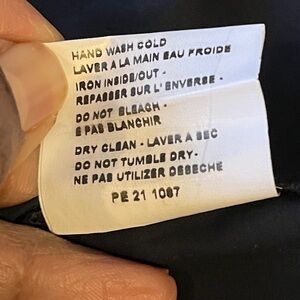 HAND WASH COLD
LAVER A LA MAIN EAU FROIDE
IRON INSIDE/OUT -
REPASSER SUR L'ENVERSE -
DO NOT BLEACH -
E PAS BLANCHIR
DRY CLEAN - LAVER A SEC
DO NOT TUMBLE DRY -
NE PAS UTILIZER DESECHE
PE 21 1087